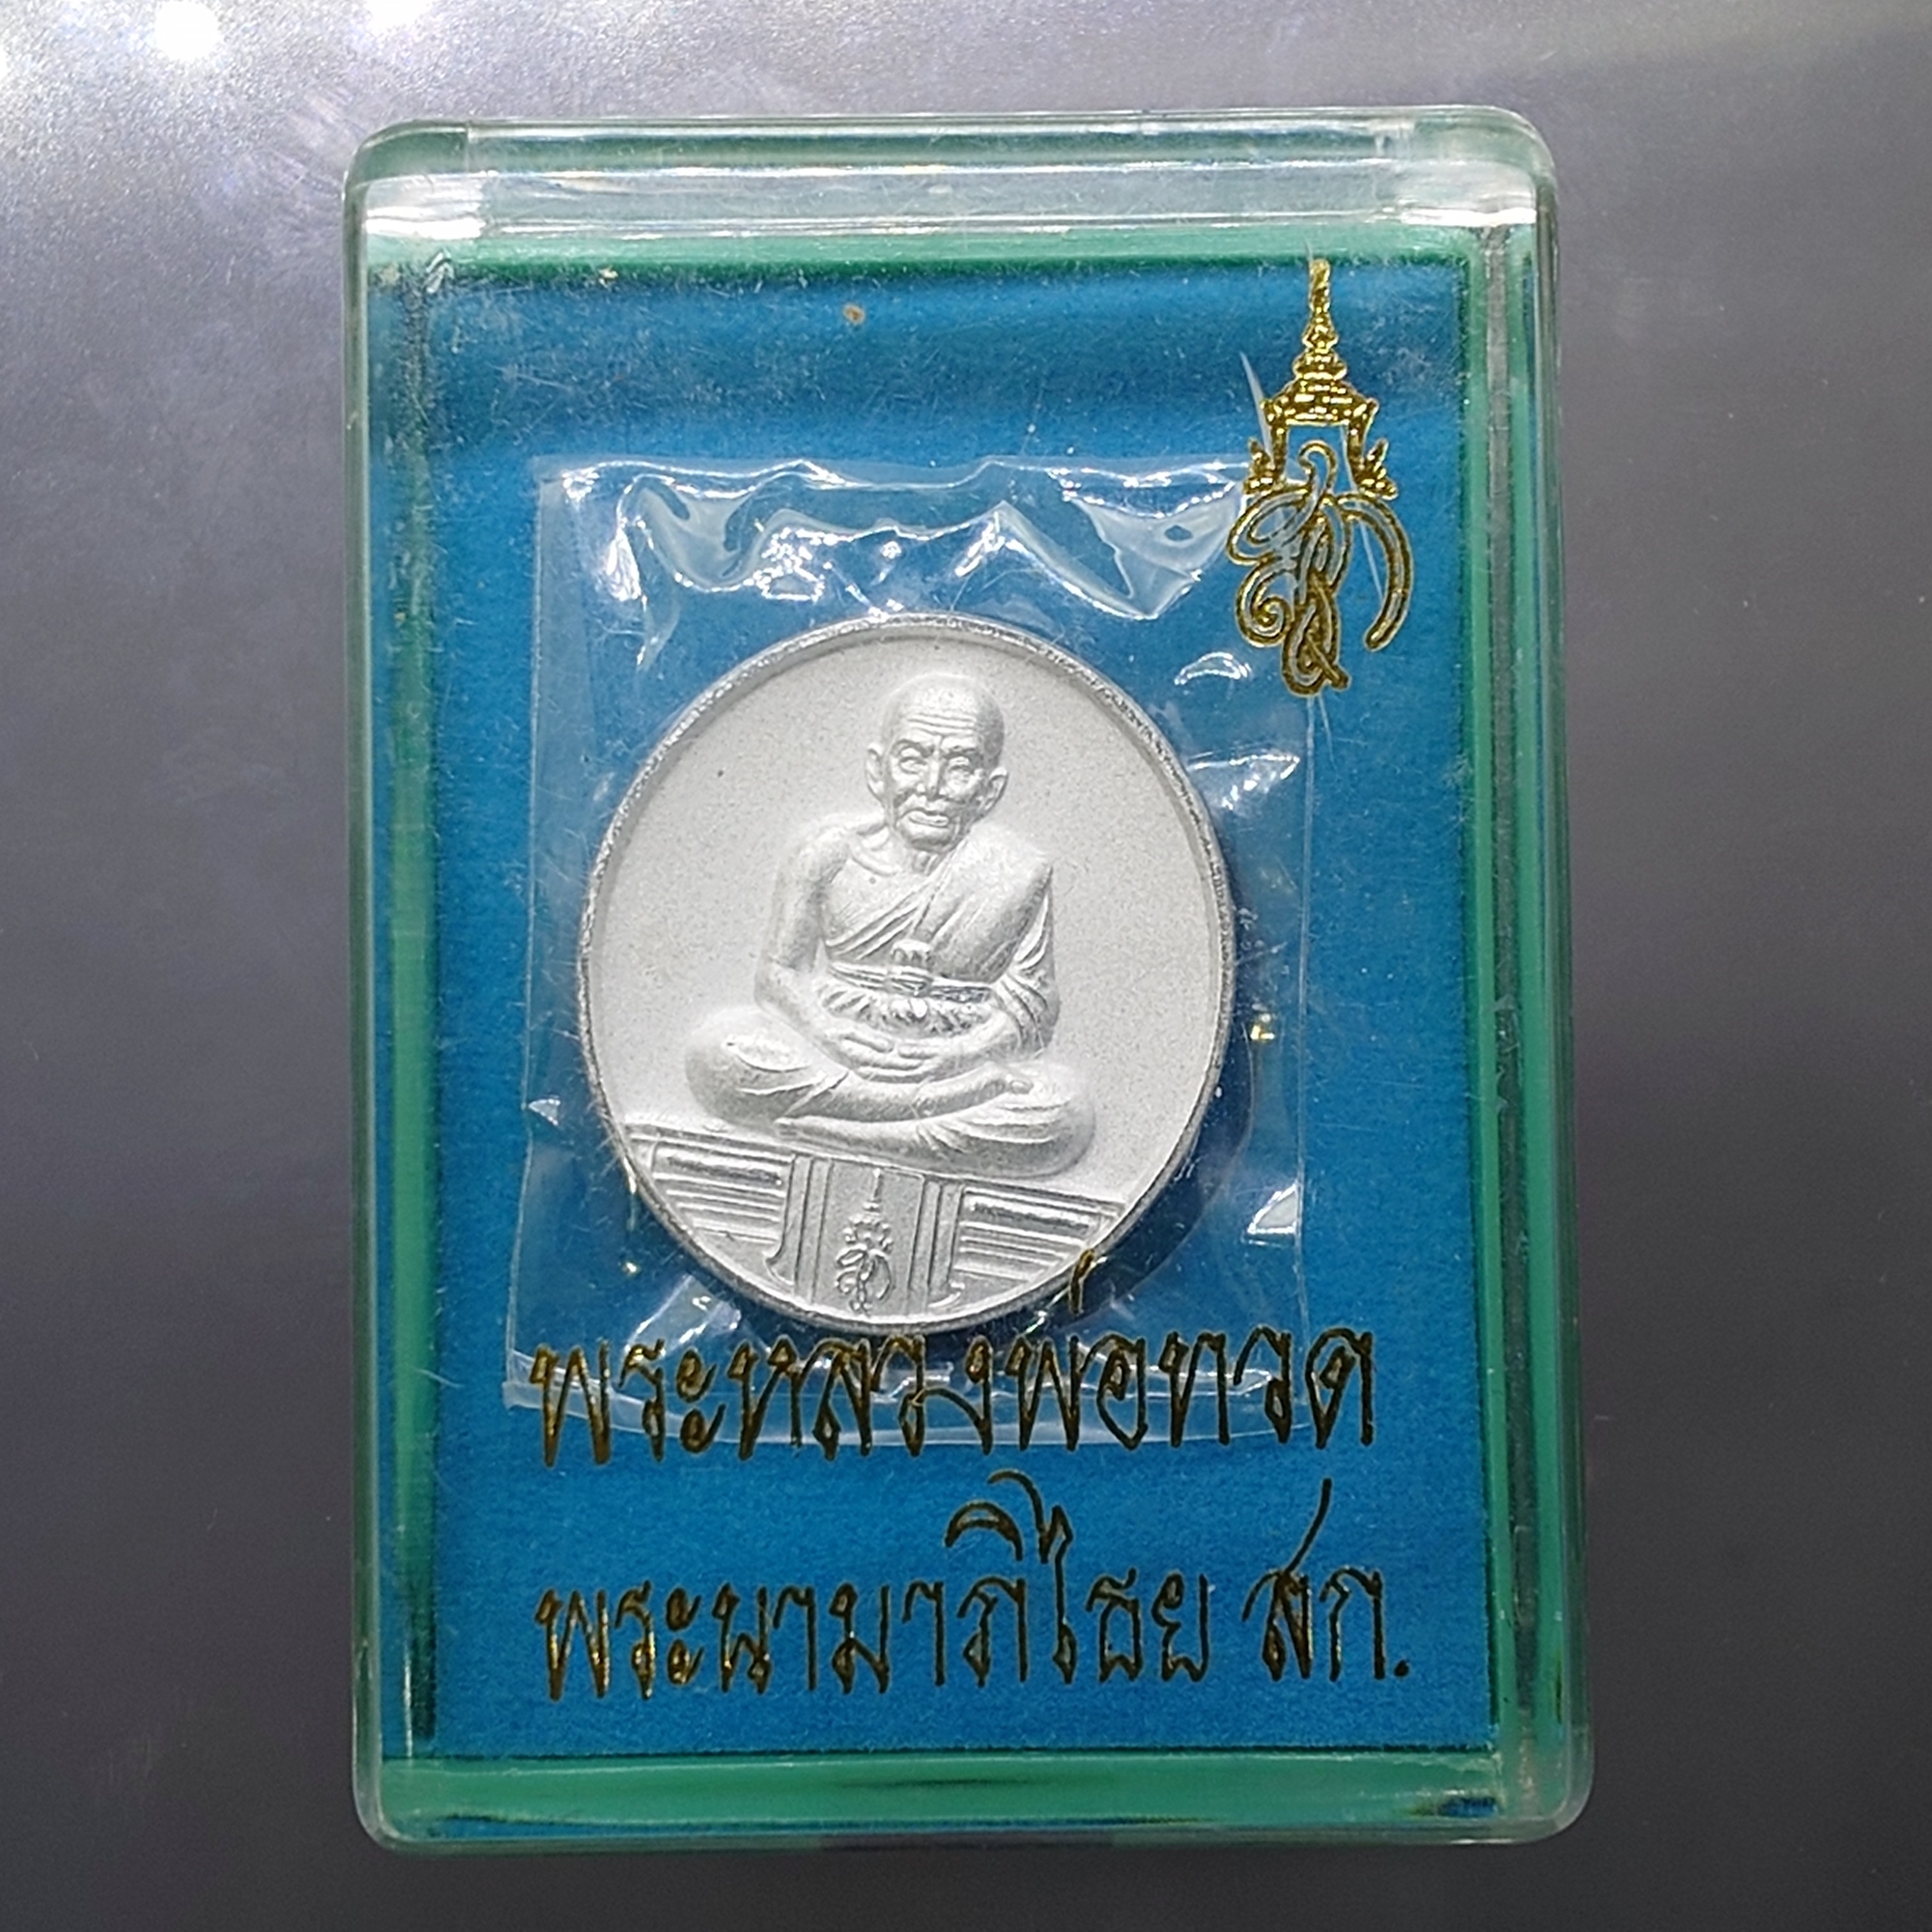 พระหลวงพ่อทวด
พระนามาภิไธย สก.